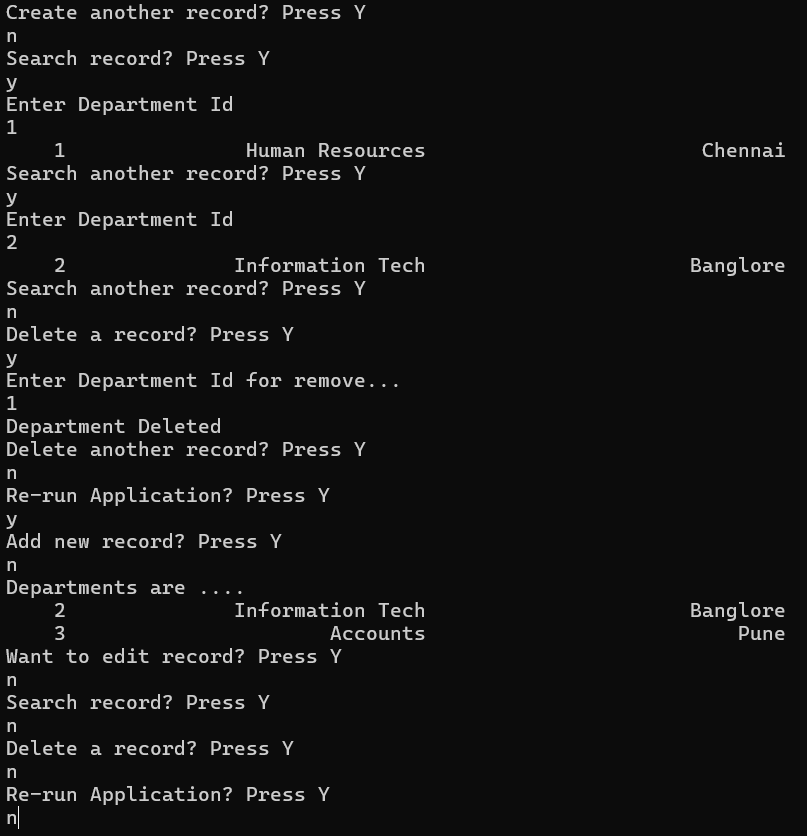 Create another record? Press Y
n
Search record? Press Y
y
Enter Department Id
1
1 Human Resources Chennai
Search another record? Press Y
y
Enter Department Id
2
2 Information Tech Banglore
Search another record? Press Y
n
Delete a record? Press Y
y
Enter Department Id for remove...
1
Department Deleted
Delete another record? Press Y
n
Re-run Application? Press Y
y
Add new record? Press Y
n
Departments are ....
2 Information Tech Banglore
3 Accounts Pune
Want to edit record? Press Y
n
Search record? Press Y
n
Delete a record? Press Y
n
Re-run Application? Press Y
n